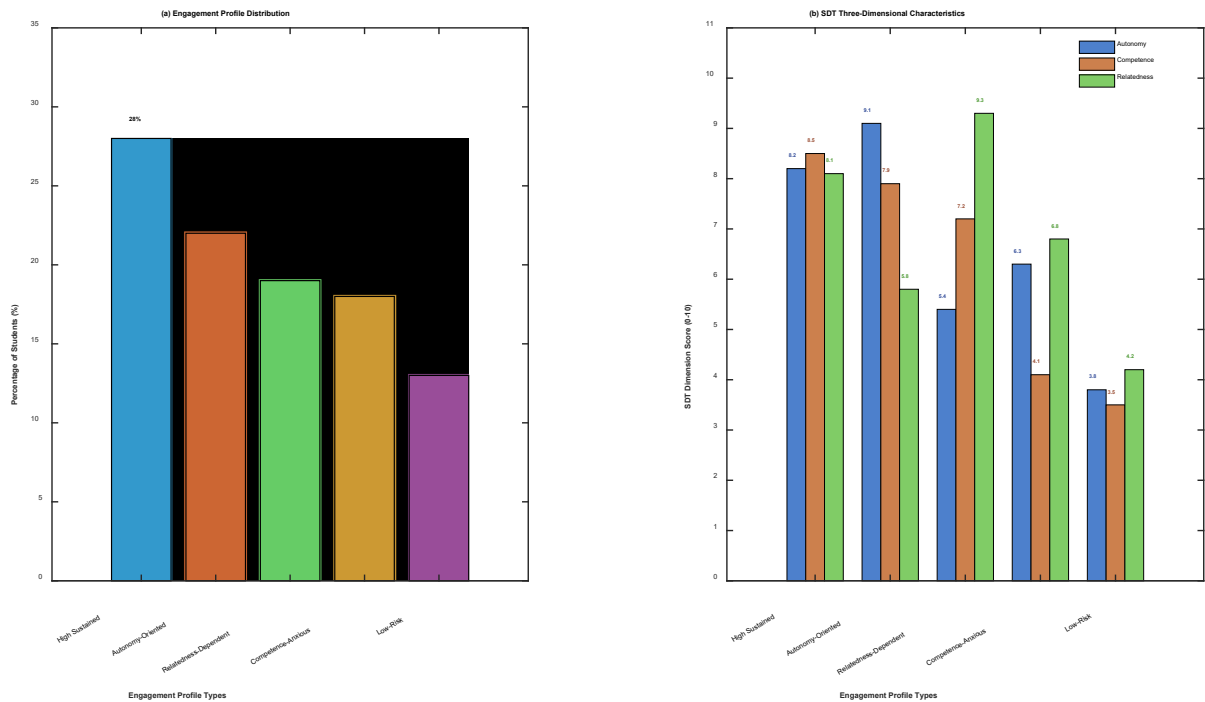 (a) Engagement Profile Distribution
35
30
25
20
15
10
5
0
28%
Percentage of Students (%)
High Sustained
Autonomy-Oriented
Relatedness-Dependent
Competence-Anxious
Low-Risk
Engagement Profile Types
(b) SDT Three-Dimensional Characteristics
11
10
9
8
7
6
5
4
3
2
1
0
SDT Dimension Score (0-10)
Autonomy
Competence
Relatedness
8.2
8.5
8.1
9.1
7.9
5.8
5.4
7.2
9.3
6.3
4.1
6.8
3.8
3.5
4.2
High Sustained
Autonomy-Oriented
Relatedness-Dependent
Competence-Anxious
Low-Risk
Engagement Profile Types